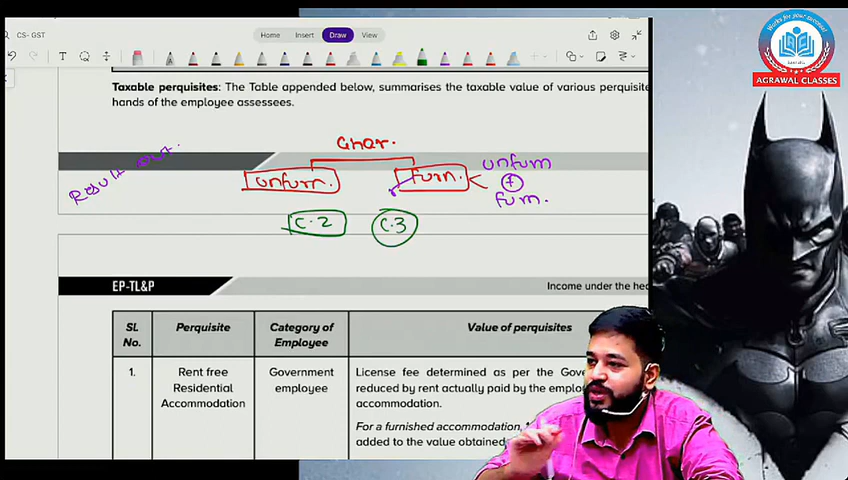 CS- GST
Home
Insert
Draw
View
Works for your success!
AGRAWAL CLASSES
Taxable perquisites: The Table appended below, summarises the taxable value of various perquisite
hands of the employee assessees.
Ghar.
Result out.
unfurn.
furn.
unfurn
+
furn.
C.2
C.3
EP-TL&P
Income under the hea
Sl. No.
Perquisite
Category of Employee
Value of perquisites
1.
Rent free
Residential
Accommodation
Government
employee
License fee determined as per the Gove
reduced by rent actually paid by the emplo
accommodation.
For a furnished accommodation,
added to the value obtained